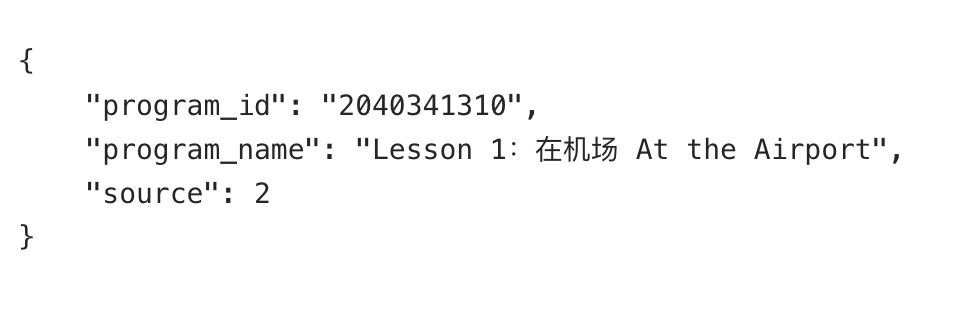 {
    "program_id": "2040341310",
    "program_name": "Lesson 1：在机场 At the Airport",
    "source": 2
}